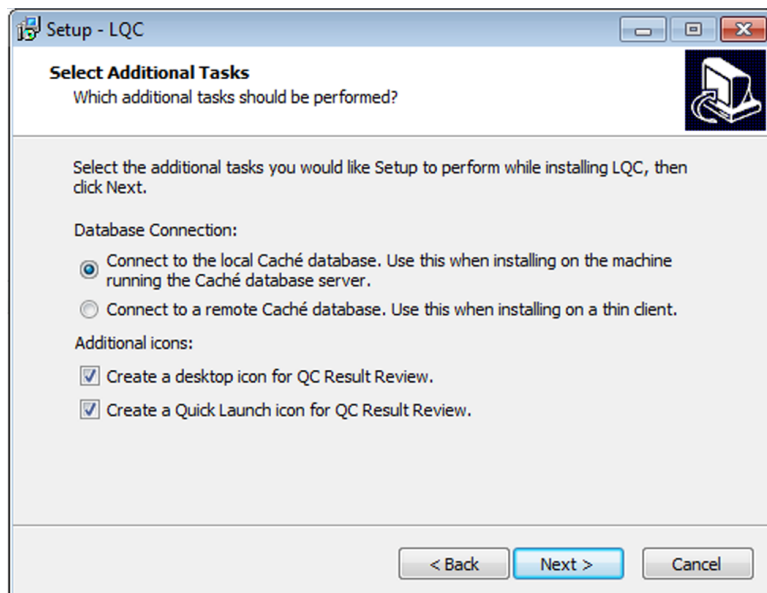 Setup - LQC
Select Additional Tasks
Which additional tasks should be performed?
Select the additional tasks you would like Setup to perform while installing LQC, then
click Next.
Database Connection:
Connect to the local Caché database. Use this when installing on the machine
running the Caché database server.
Connect to a remote Caché database. Use this when installing on a thin client.
Additional icons:
Create a desktop icon for QC Result Review.
Create a Quick Launch icon for QC Result Review.
< Back
Next >
Cancel